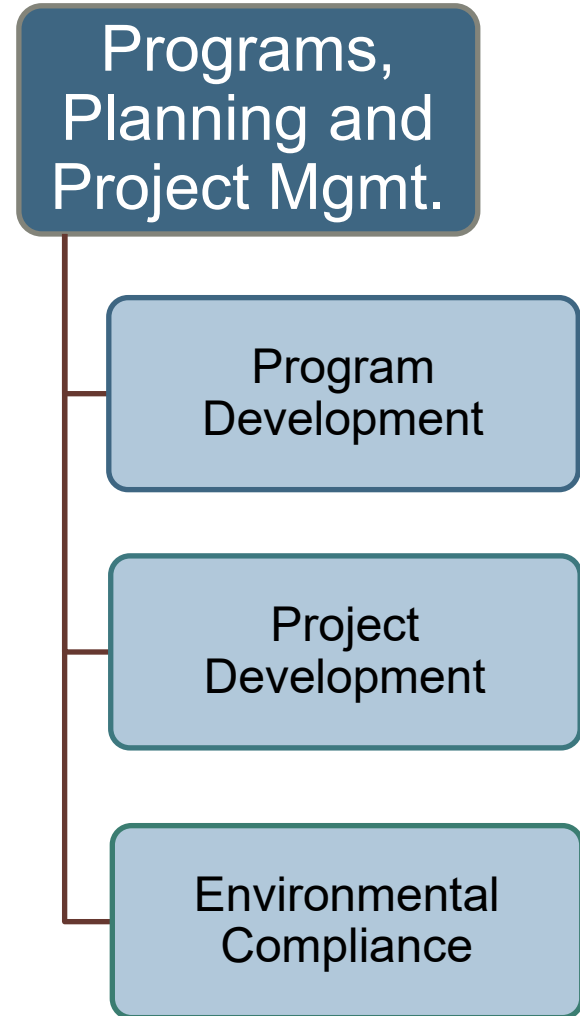 Programs,
Planning and
Project Mgmt.
Program
Development
Project
Development
Environmental
Compliance